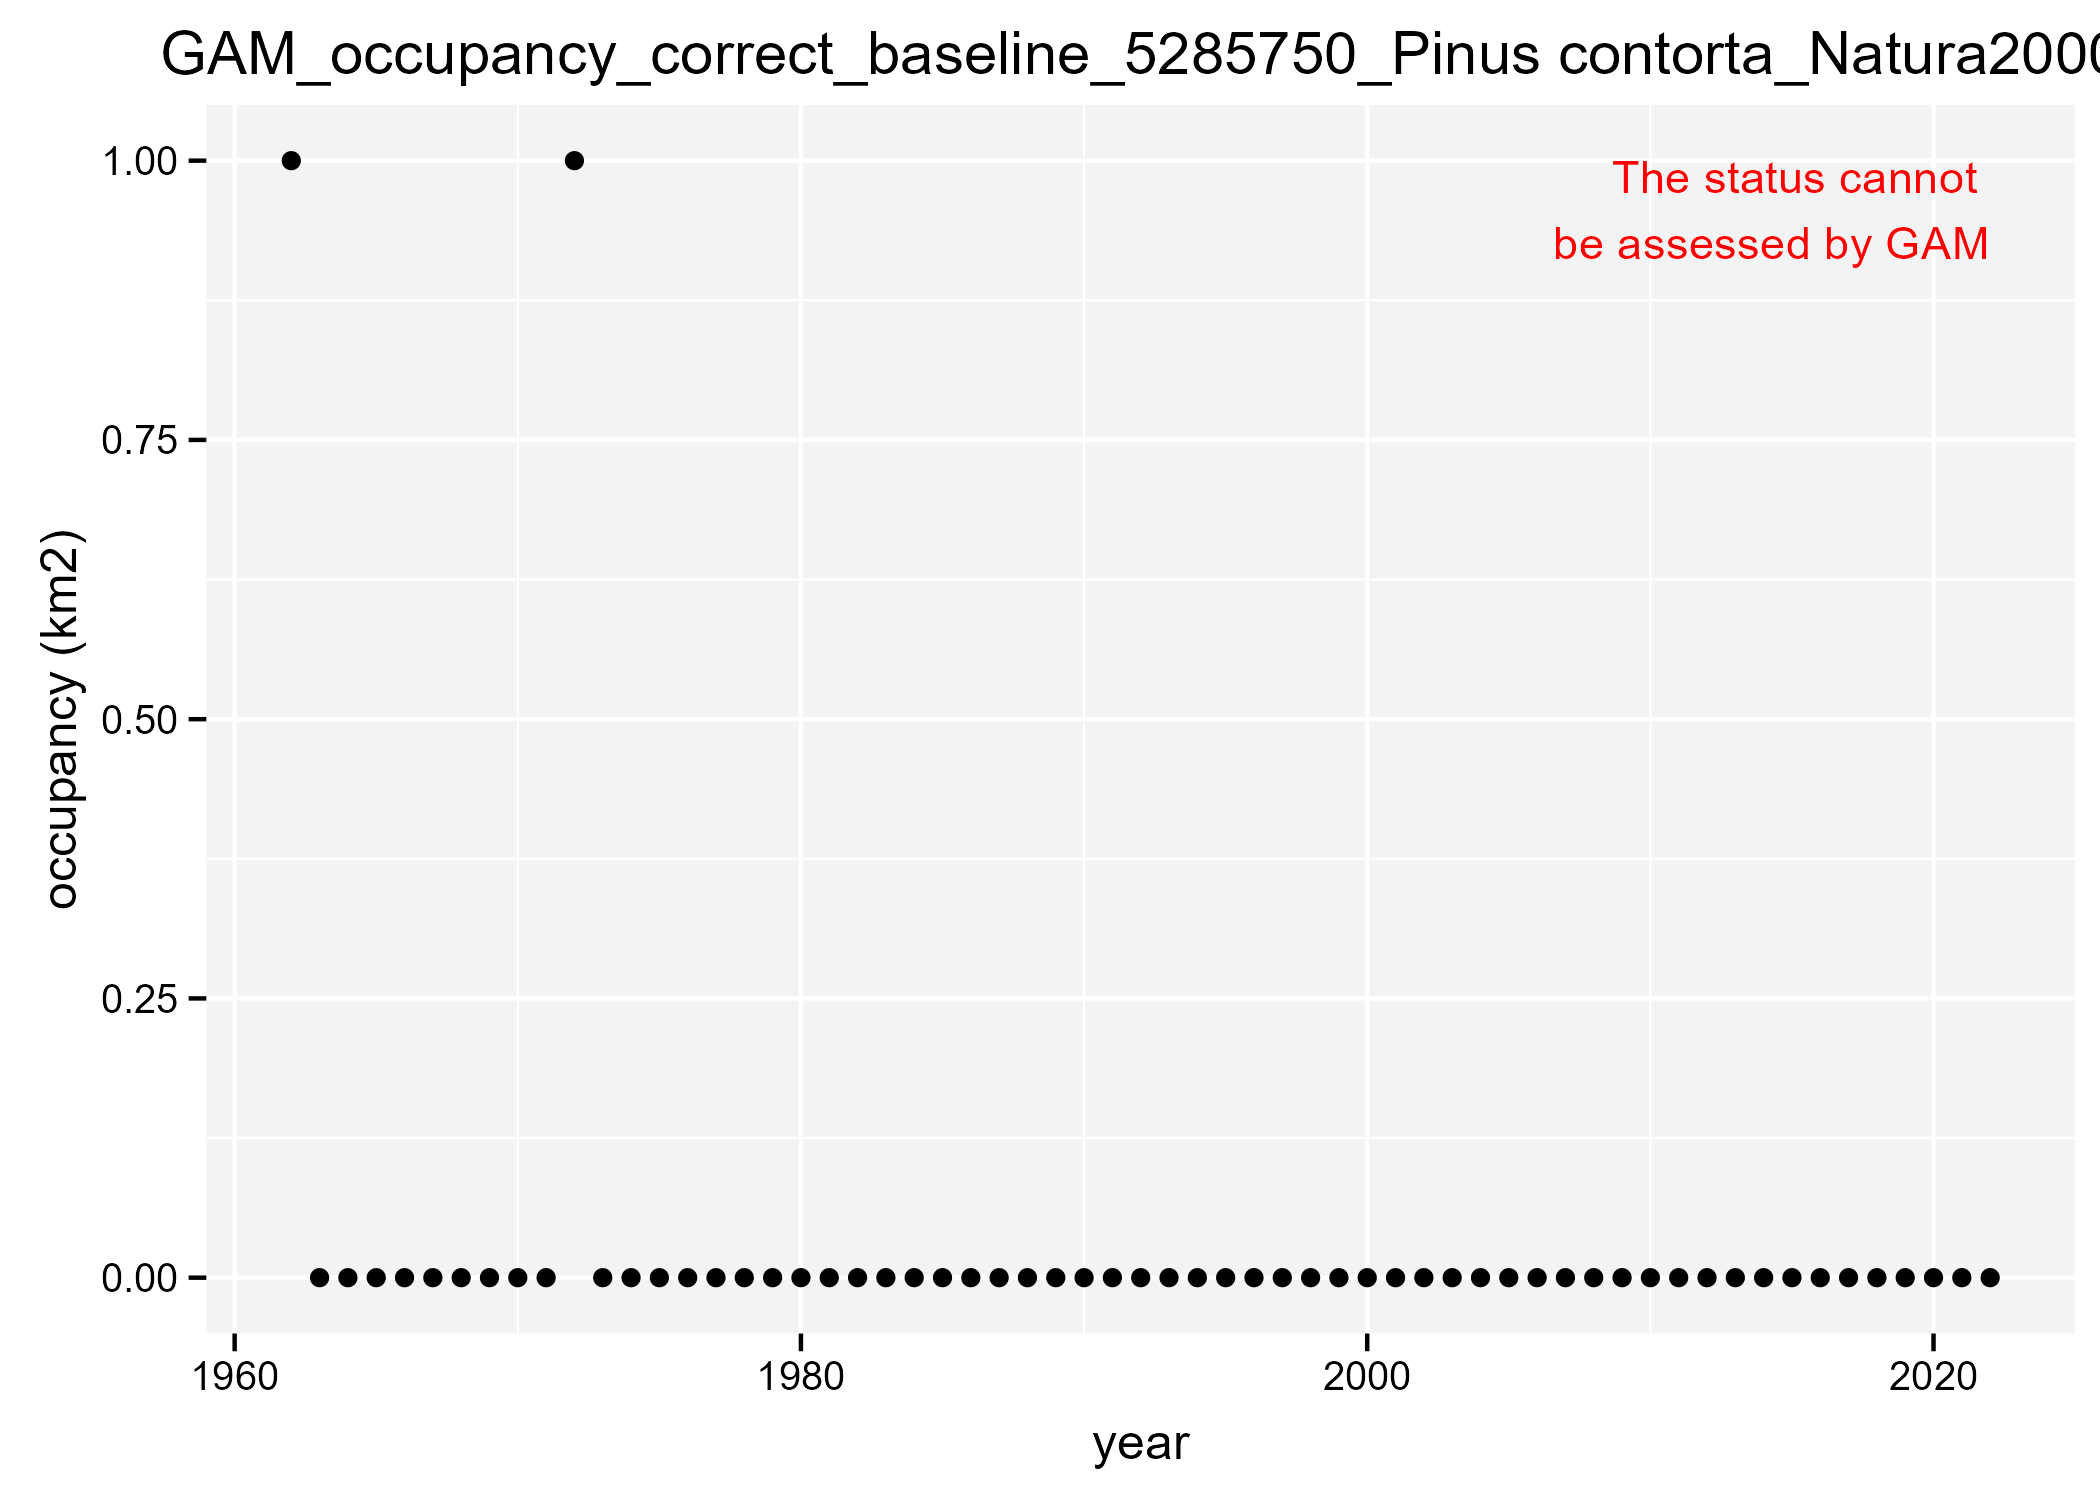 GAM_occupancy_correct_baseline_5285750_Pinus contorta_Natura2000
The status cannot
be assessed by GAM
1.00
0.75
0.50
0.25
0.00
occupancy (km2)
1960 1980 2000 2020
year